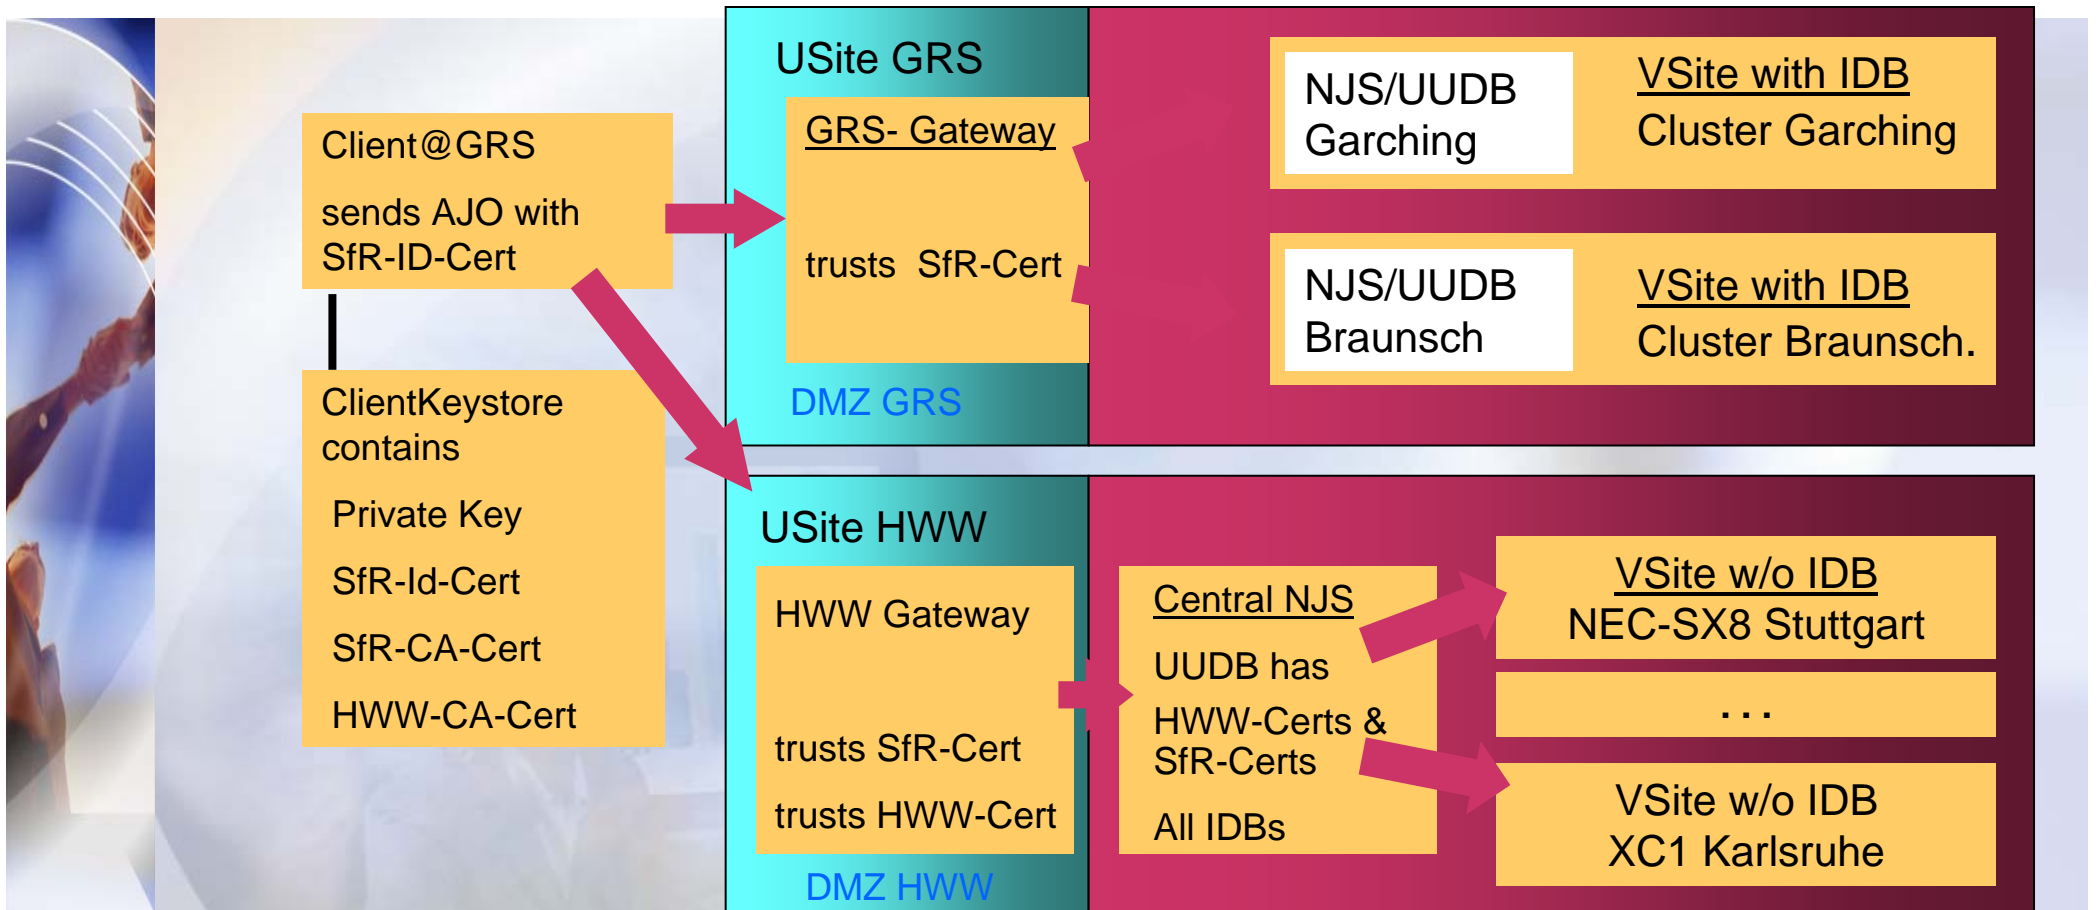 Client@GRS
sends AJO with
SfR-ID-Cert
ClientKeystore
contains
Private Key
SfR-Id-Cert
SfR-CA-Cert
HWW-CA-Cert
USite GRS
GRS- Gateway
trusts SfR-Cert
DMZ GRS
NJS/UUDB
Garching
VSite with IDB
Cluster Garching
NJS/UUDB
Braunsch
VSite with IDB
Cluster Braunsch.
USite HWW
HWW Gateway
trusts SfR-Cert
trusts HWW-Cert
DMZ HWW
Central NJS
UUDB has
HWW-Certs &
SfR-Certs
All IDBs
VSite w/o IDB
NEC-SX8 Stuttgart
...
VSite w/o IDB
XC1 Karlsruhe